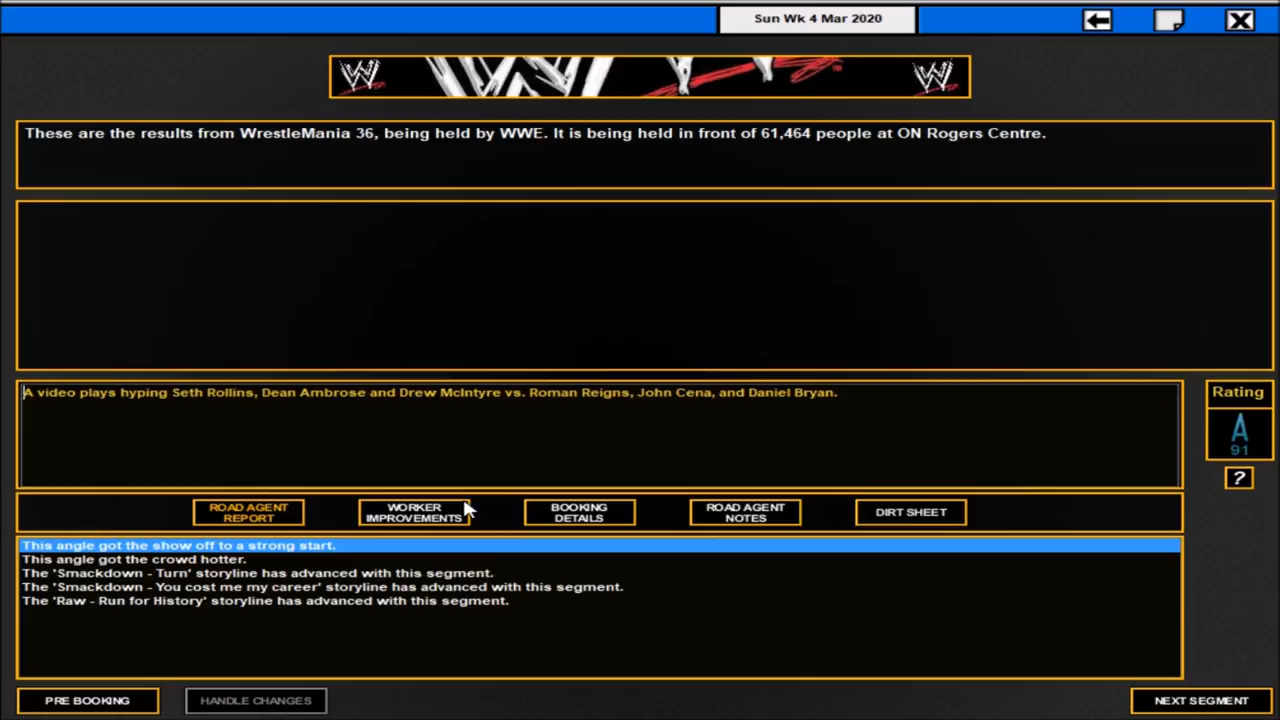 Sun Wk 4 Mar 2020
W W W
These are the results from WrestleMania 36, being held by WWE. It is being held in front of 61,464 people at ON Rogers Centre.
A video plays hyping Seth Rollins, Dean Ambrose and Drew McIntyre vs. Roman Reigns, John Cena, and Daniel Bryan.
Rating
A
91
?
ROAD AGENT
REPORT
WORKER
IMPROVEMENTS
BOOKING
DETAILS
ROAD AGENT
NOTES
DIRT SHEET
This angle got the show off to a strong start.
This angle got the crowd hotter.
The 'Smackdown - Turn' storyline has advanced with this segment.
The 'Smackdown - You cost me my career' storyline has advanced with this segment.
The 'Raw - Run for History' storyline has advanced with this segment.
PRE BOOKING
HANDLE CHANGES
NEXT SEGMENT